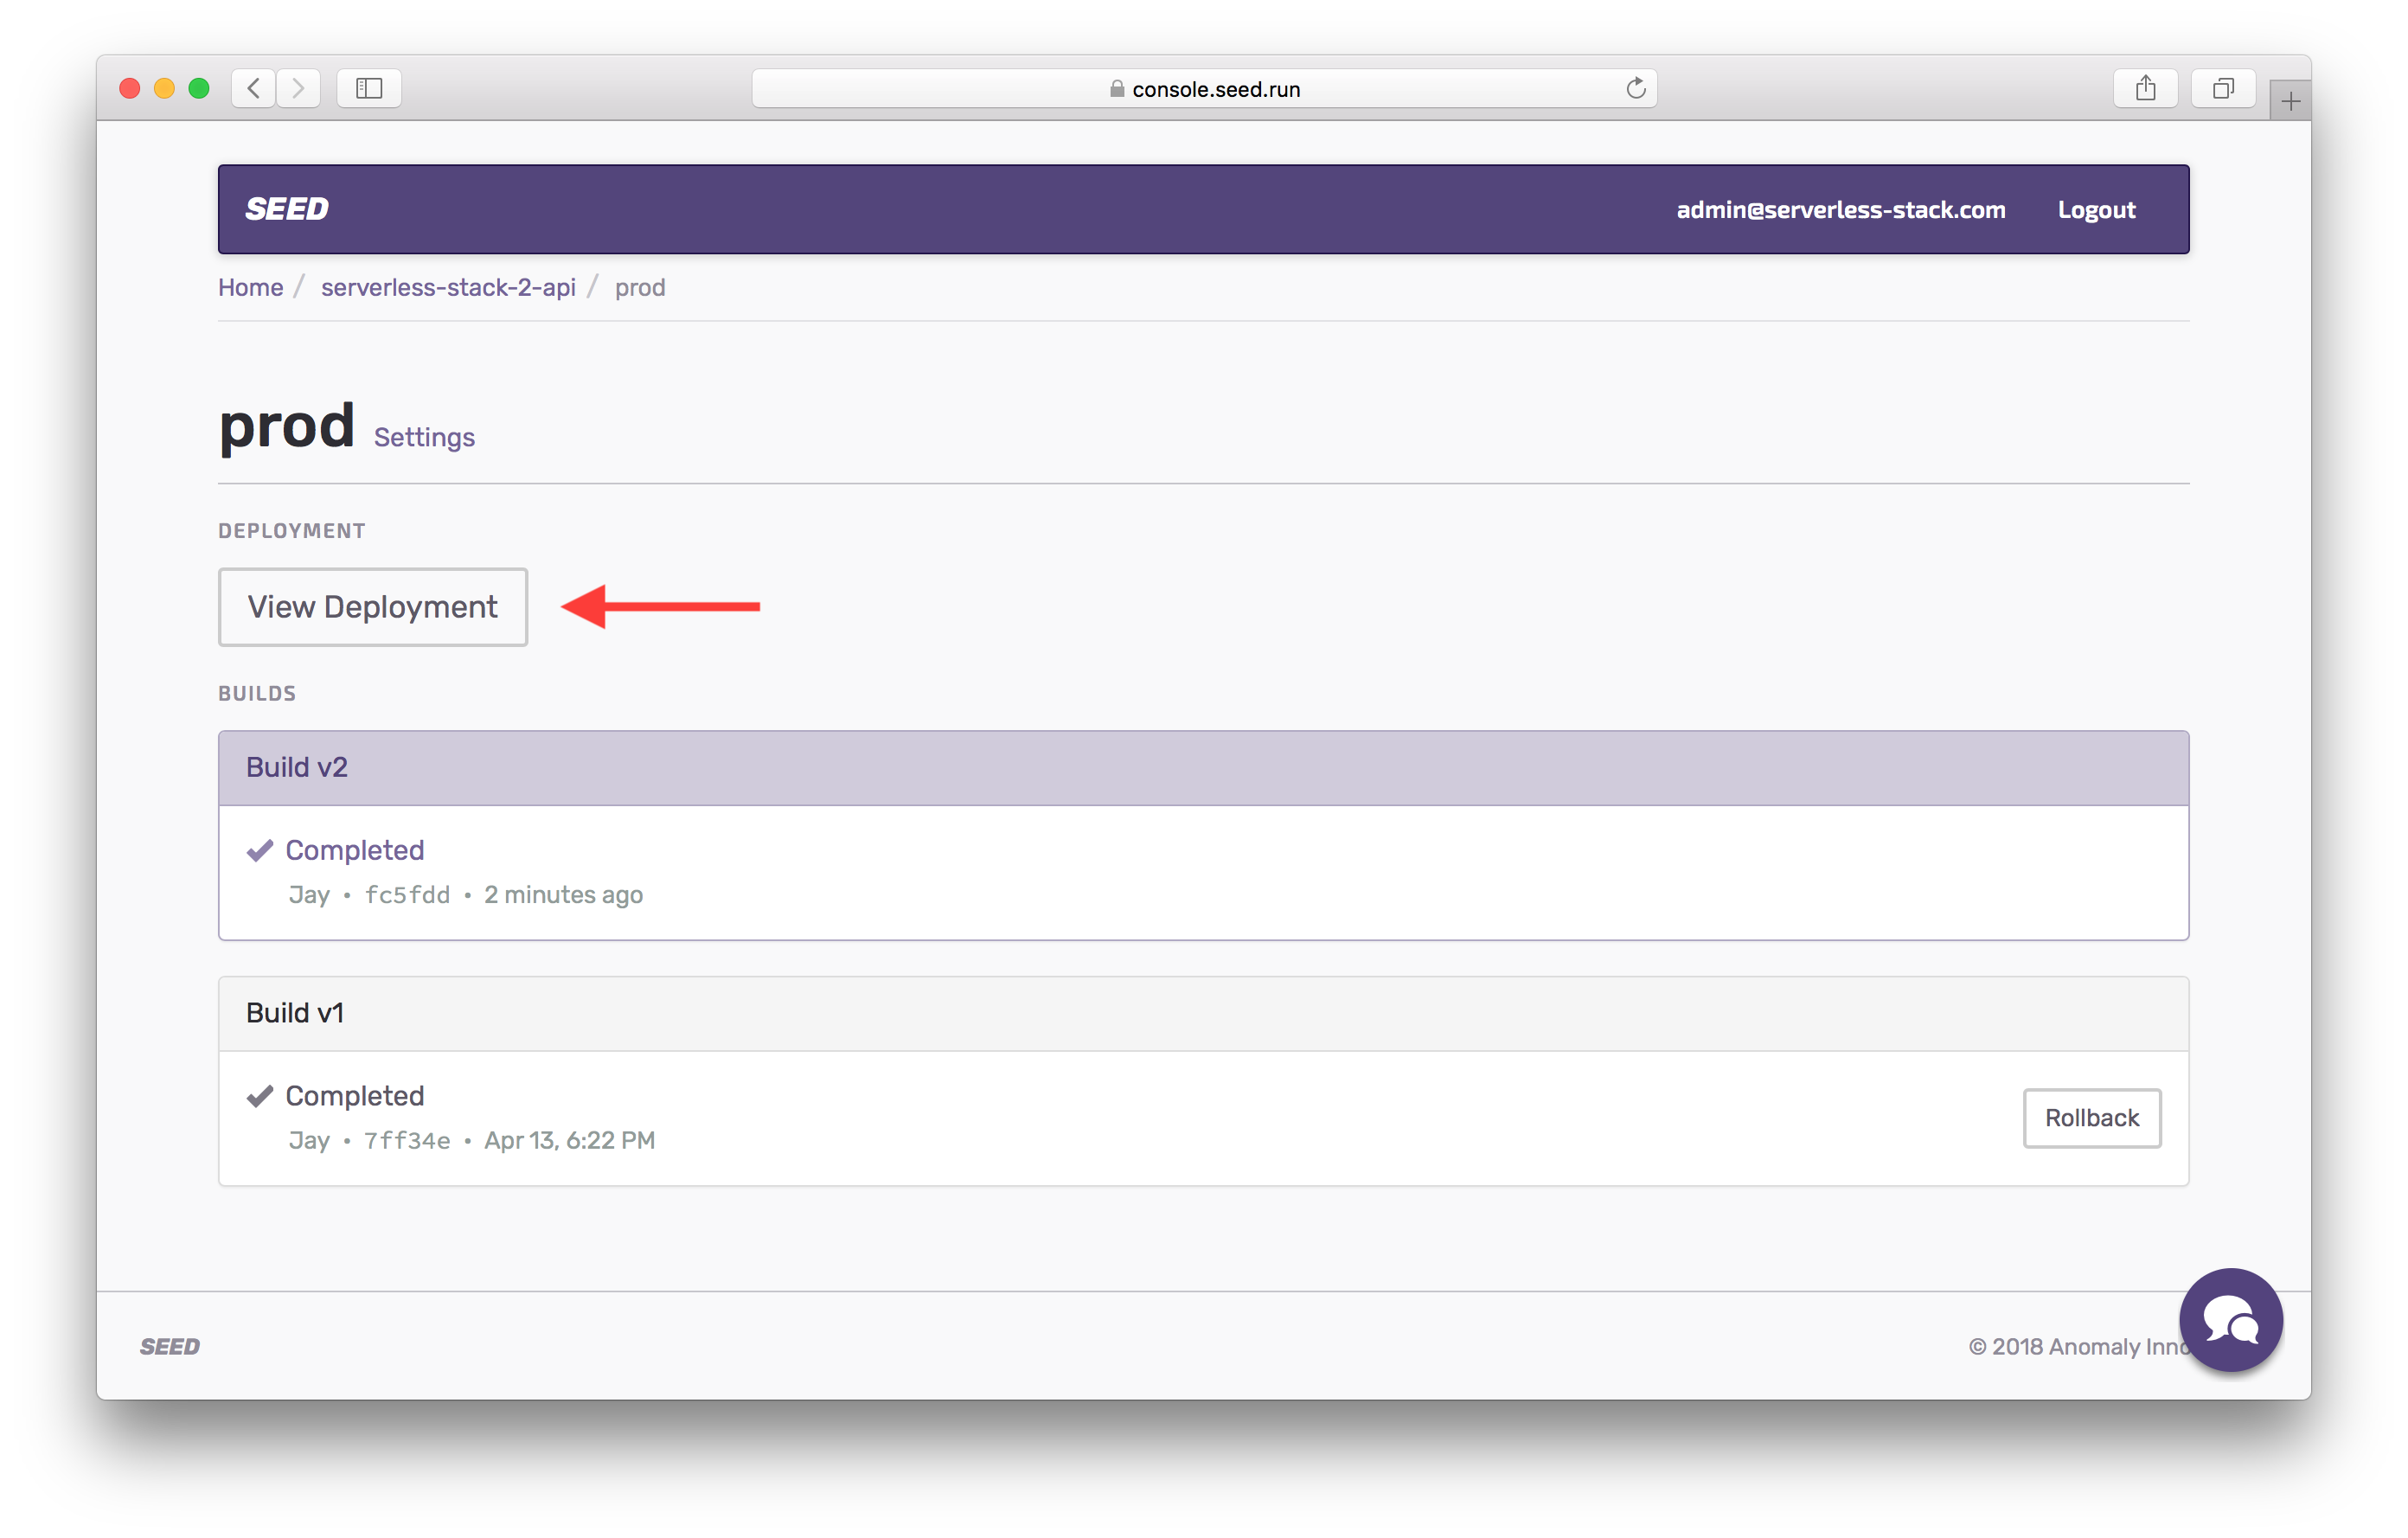 console.seed.run
SEED admin@serverless-stack.com Logout
Home / serverless-stack-2-api / prod
prod Settings
DEPLOYMENT
View Deployment
BUILDS
Build v2
Completed
Jay • fc5fdd • 2 minutes ago
Build v1
Completed
Jay • 7ff34e • Apr 13, 6:22 PM
Rollback
SEED © 2018 Anomaly